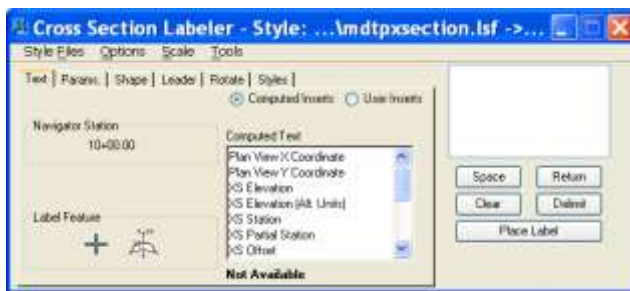 Cross Section Labeler - Style: ...\mdtpxsection.lsf ->...
Style Files Options Scale Tools
Text Params. Shape Leader Rotate Styles
Computed Inserts User Inserts
Navigator Station
10+00.00
Computed Text
Plan View X Coordinate
Plan View Y Coordinate
XS Elevation
XS Elevation (Alt. Units)
XS Station
XS Partial Station
XS Offset
Label Feature
Not Available
Space Return
Clear Delimit
Place Label